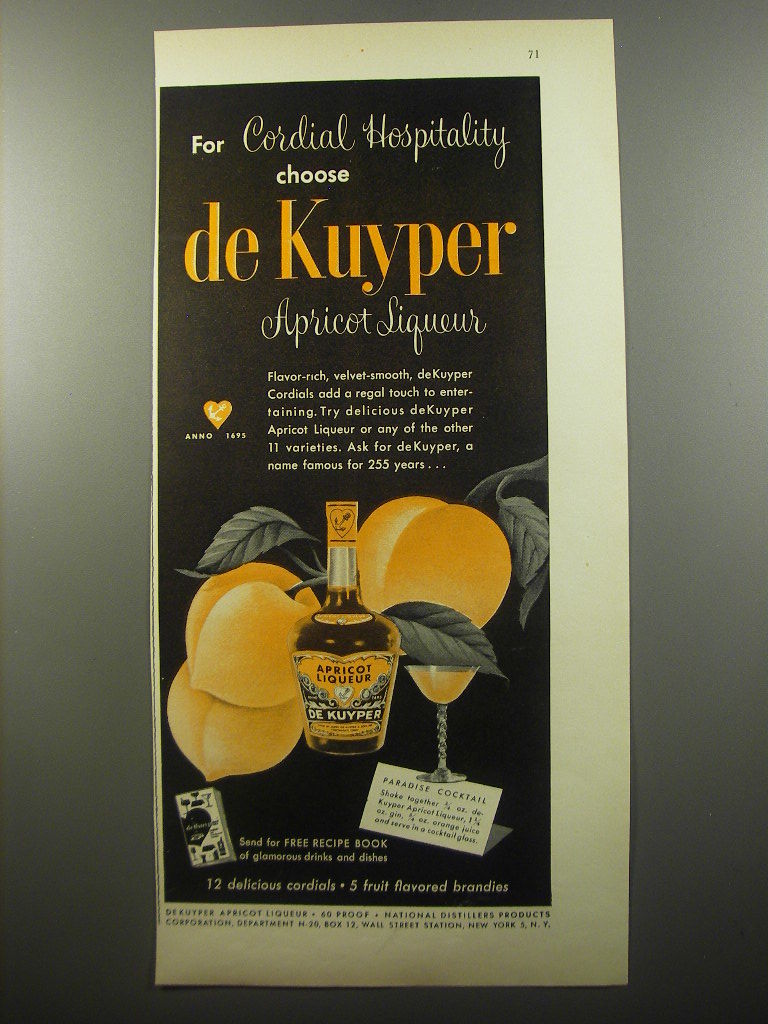 71
For Cordial Hospitality
choose
de Kuyper
Apricot Liqueur
Flavor-rich, velvet-smooth, deKuyper
Cordials add a regal touch to enter-
taining. Try delicious deKuyper
Apricot Liqueur or any of the other
11 varieties. Ask for deKuyper, a
name famous for 255 years...
ANNO 1695
APRICOT
LIQUEUR
DE KUYPER
PARADISE COCKTAIL
Shake together ¾ oz. de-
Kuyper Apricot Liqueur, 1
oz. gin, ¾ oz. orange juice
and serve in a cocktail glass.
deKuyper
Send for FREE RECIPE BOOK
of glamorous drinks and dishes
12 delicious cordials • 5 fruit flavored brandies
DEKUYPER APRICOT LIQUEUR • 60 PROOF • NATIONAL DISTILLERS PRODUCTS
CORPORATION, DEPARTMENT N-20, BOX 12, WALL STREET STATION, NEW YORK 5, N. Y.